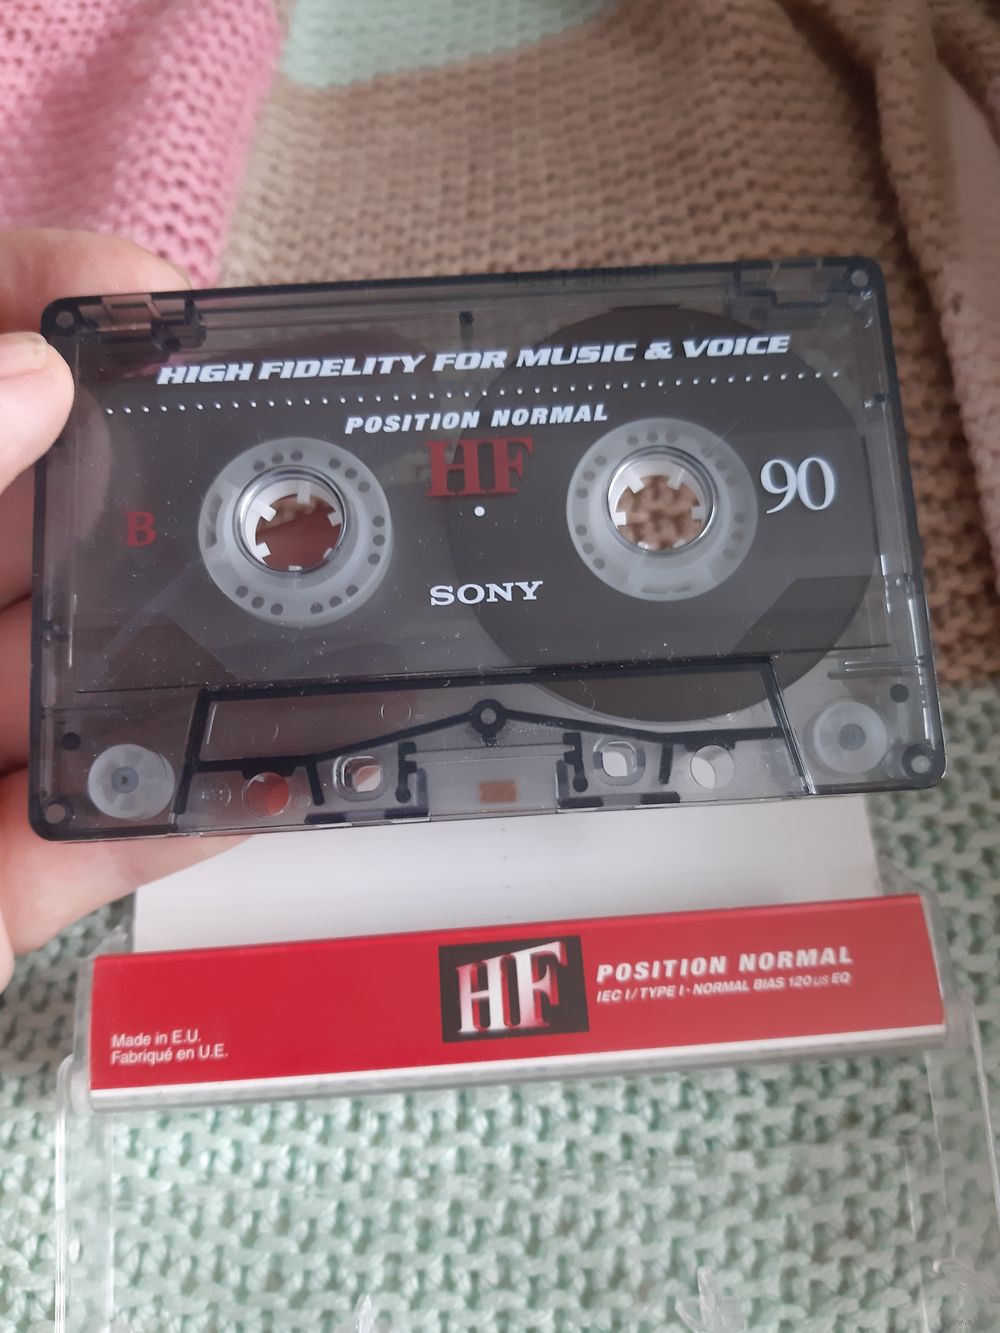 HIGH FIDELITY FOR MUSIC & VOICE
POSITION NORMAL
HF
90
B
SONY
HF
POSITION NORMAL
IEC I/TYPE I · NORMAL BIAS 120 US EQ
Made in E.U.
Fabriqué en U.E.